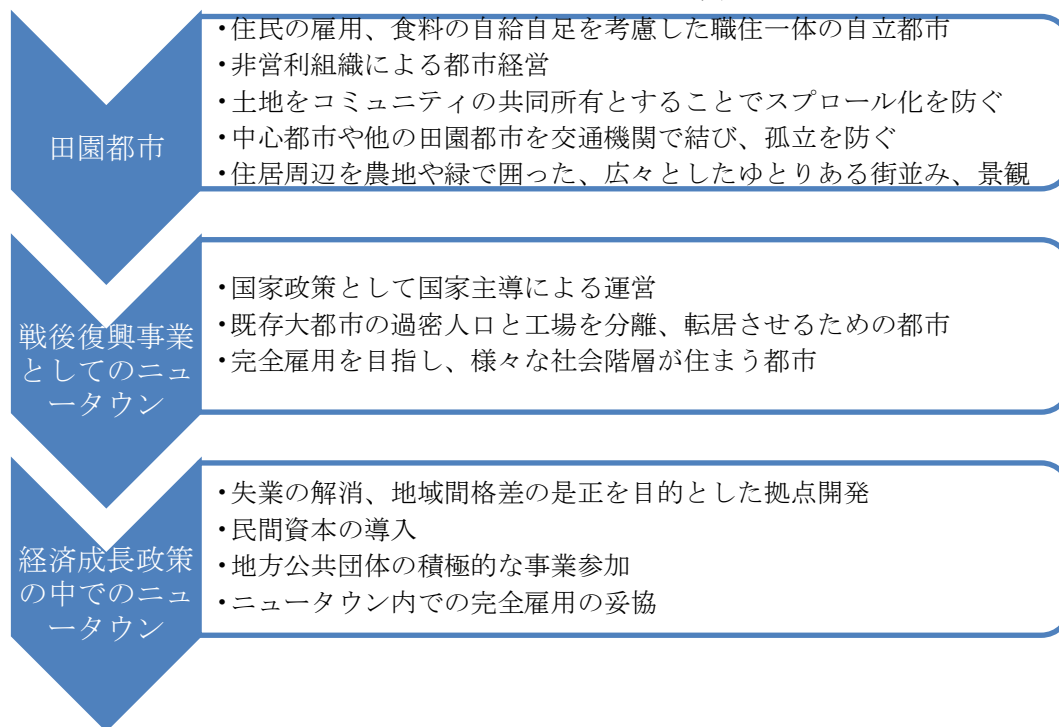 田園都市
・住民の雇用、食料の自給自足を考慮した職住一体の自立都市
・非営利組織による都市経営
・土地をコミュニティの共同所有とすることでスプロール化を防ぐ
・中心都市や他の田園都市を交通機関で結び、孤立を防ぐ
・住居周辺を農地や緑で囲った、広々としたゆとりある街並み、景観
戦後復興事業
としてのニュ
ータウン
・国家政策として国家主導による運営
・既存大都市の過密人口と工場を分離、転居させるための都市
・完全雇用を目指し、様々な社会階層が住まう都市
経済成長政策
の中でのニュ
ータウン
・失業の解消、地域間格差の是正を目的とした拠点開発
・民間資本の導入
・地方公共団体の積極的な事業参加
・ニュータウン内での完全雇用の妥協